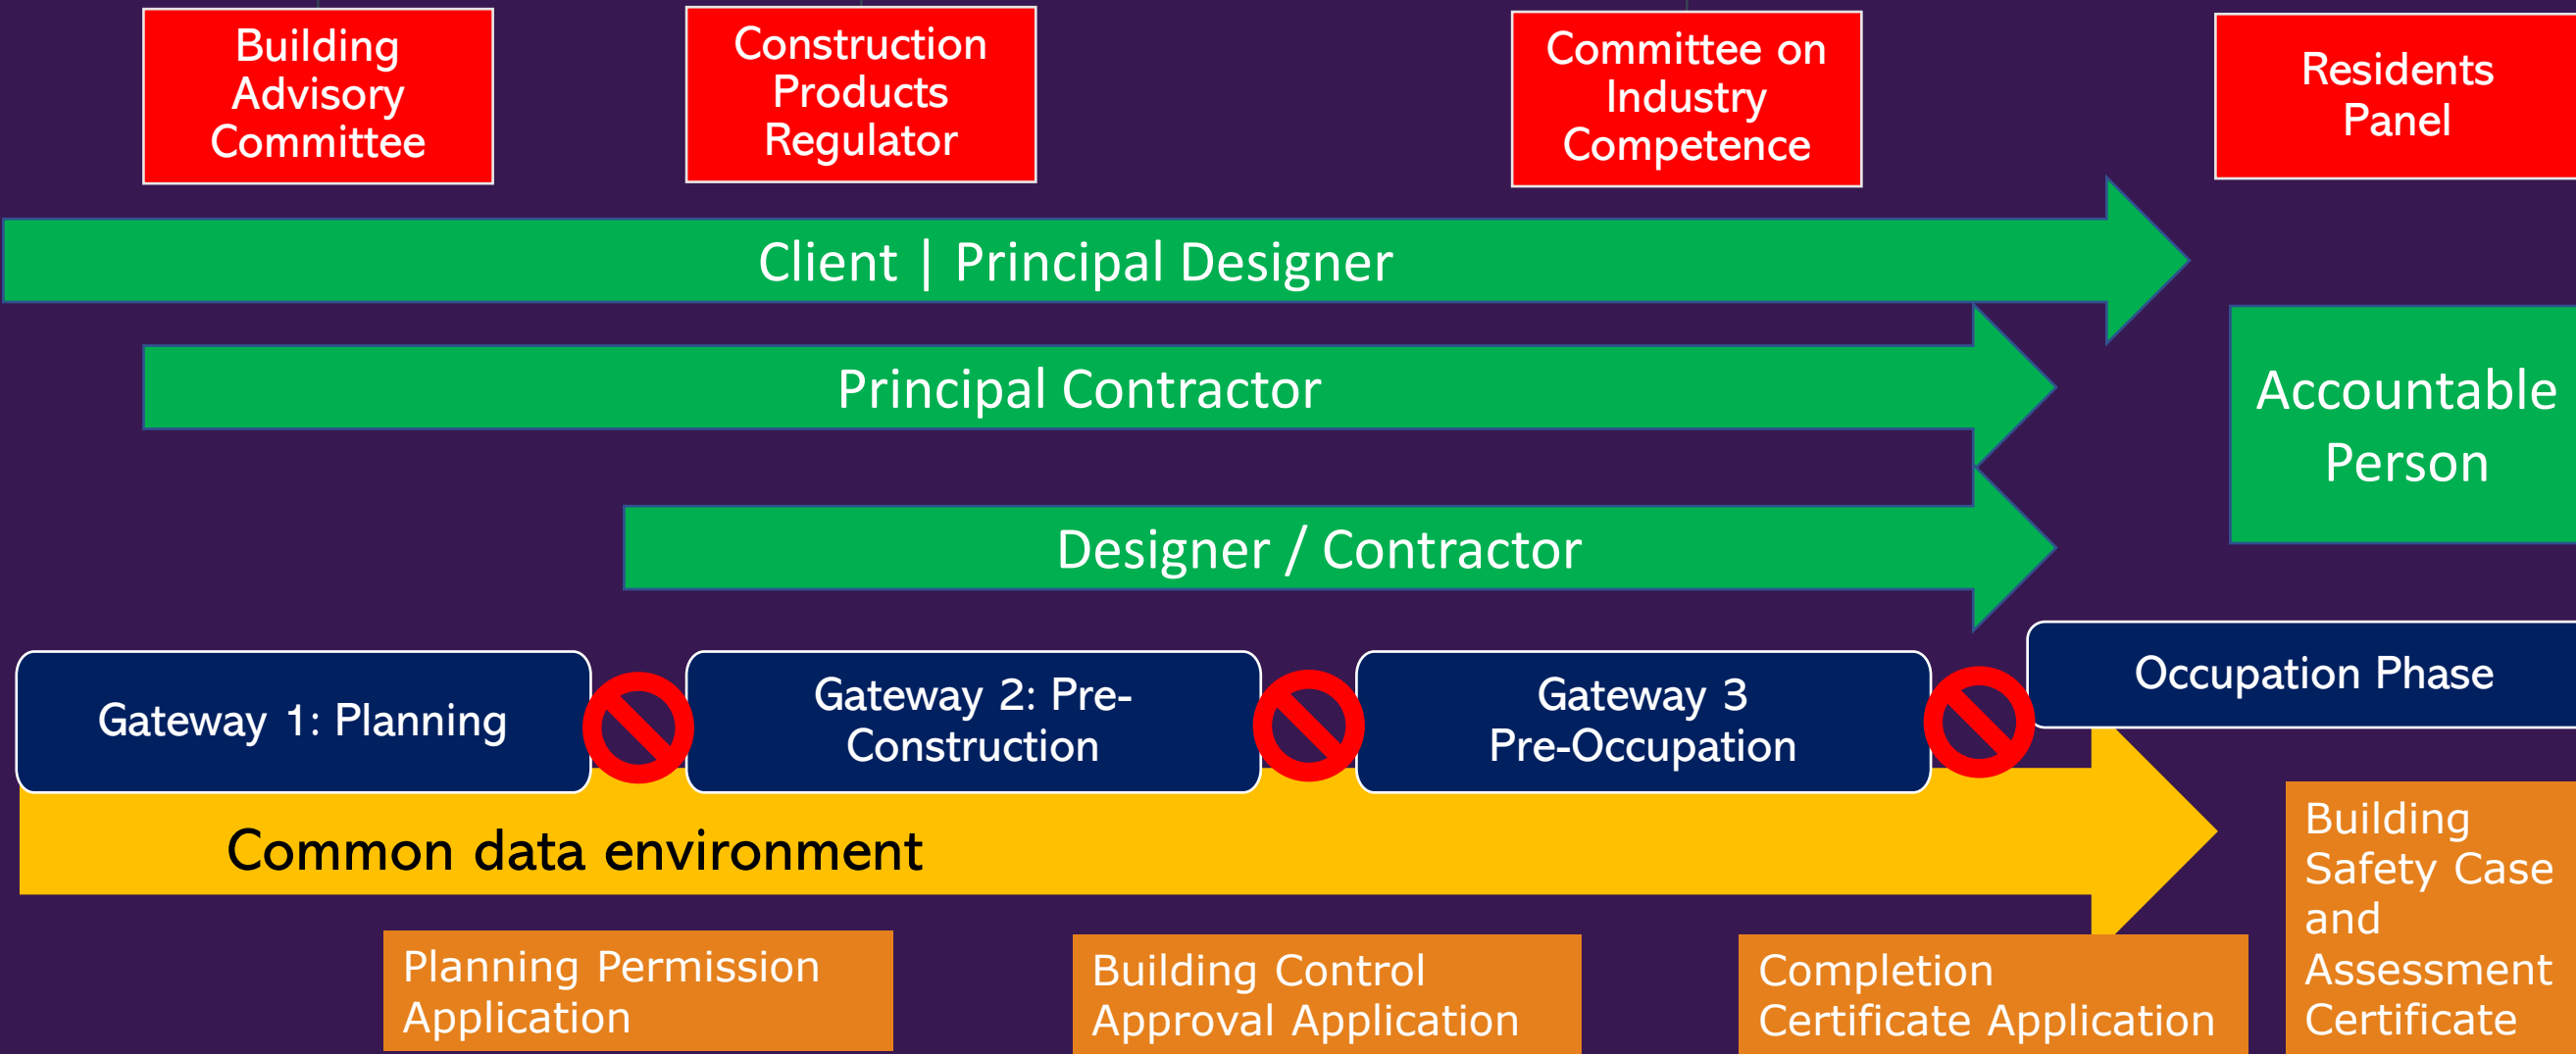 Building
Advisory
Committee
Construction
Products
Regulator
Committee on
Industry
Competence
Residents
Panel
Client | Principal Designer
Principal Contractor
Accountable
Person
Designer / Contractor
Gateway 1: Planning
Gateway 2: Pre-
Construction
Gateway 3
Pre-Occupation
Occupation Phase
Common data environment
Planning Permission
Application
Building Control
Approval Application
Completion
Certificate Application
Building
Safety Case
and
Assessment
Certificate